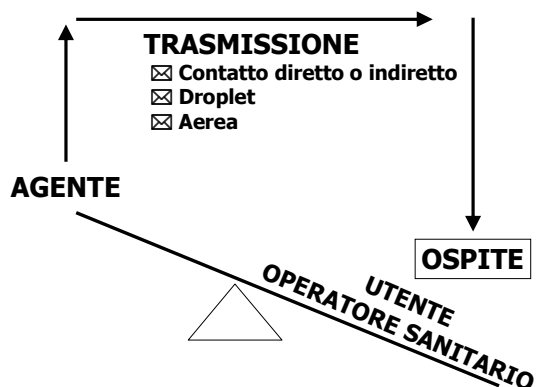 TRASMISSIONE
Contatto diretto o indiretto
Droplet
Aerea
AGENTE
OSPITE
UTENTE
OPERATORE SANITARIO